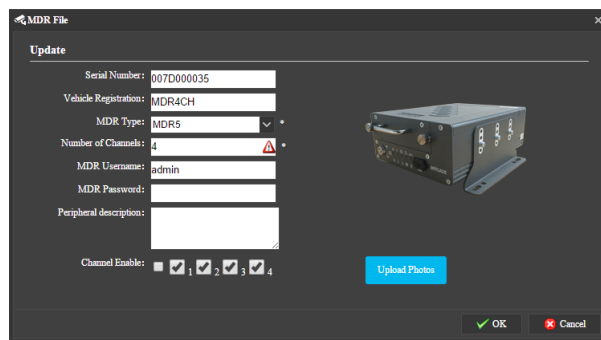 MDR File
×
Update
Serial Number: 007D000035
Vehicle Registration: MDR4CH
MDR Type: MDR5 *
Number of Channels: 4 *
MDR Username: admin
MDR Password:
Peripheral description:
Channel Enable: 1 2 3 4
Upload Photos
OK Cancel